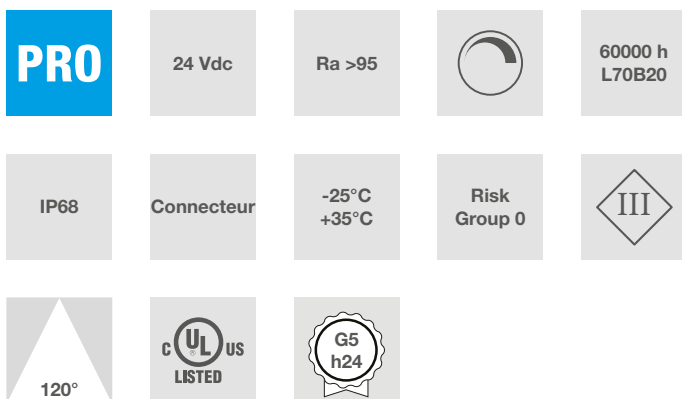 PRO
24 Vdc
Ra >95
60000 h
L70B20
IP68
Connecteur
-25°C
+35°C
Risk
Group 0
III
120°
C UL US
®
LISTED
G5
h24